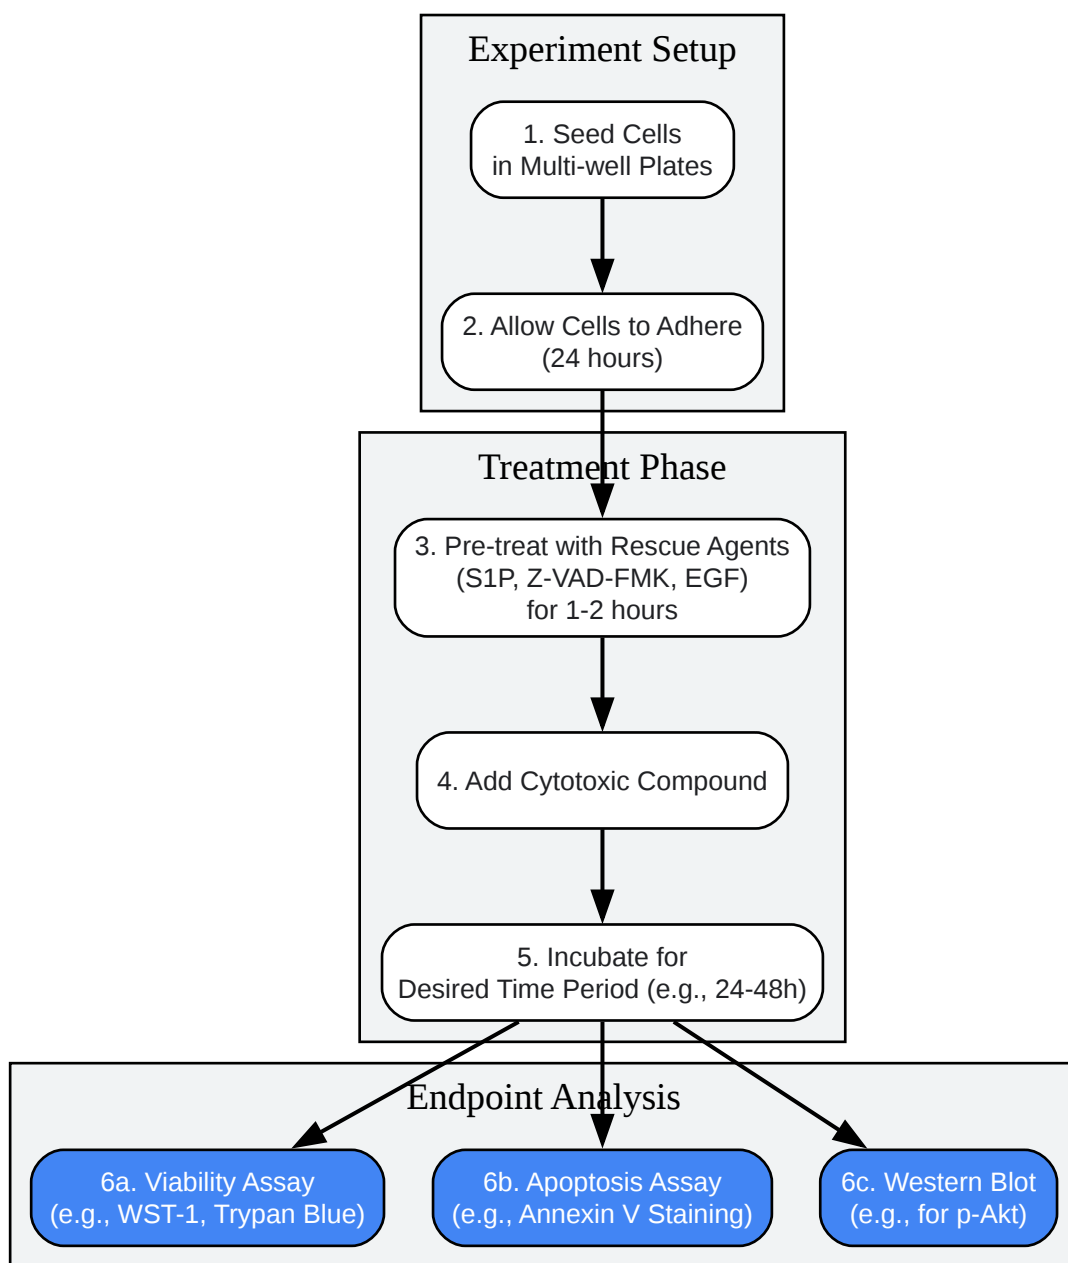 Experiment Setup
1. Seed Cells
in Multi-well Plates
2. Allow Cells to Adhere
(24 hours)
Treatment Phase
3. Pre-treat with Rescue Agents
(S1P, Z-VAD-FMK, EGF)
for 1-2 hours
4. Add Cytotoxic Compound
5. Incubate for
Desired Time Period (e.g., 24-48h)
Endpoint Analysis
6a. Viability Assay
(e.g., WST-1, Trypan Blue)
6b. Apoptosis Assay
(e.g., Annexin V Staining)
6c. Western Blot
(e.g., for p-Akt)